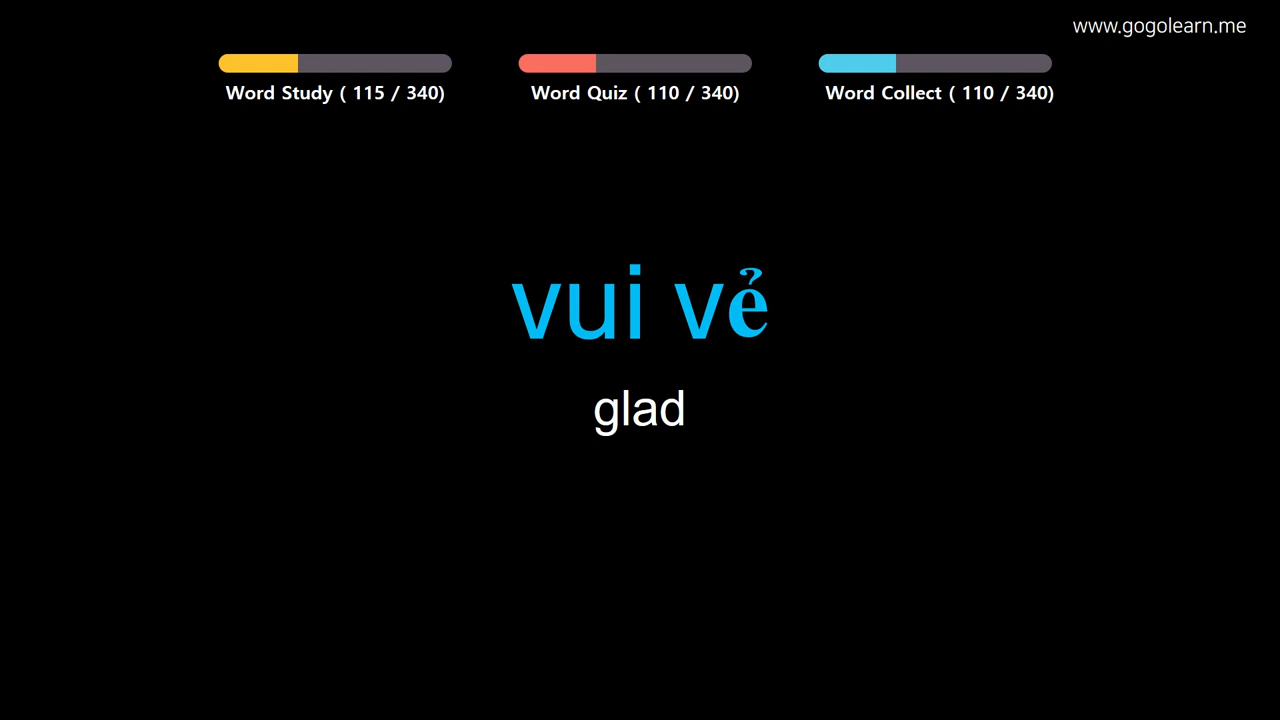 www.gogolearn.me
Word Study ( 115 / 340)
Word Quiz ( 110 / 340)
Word Collect ( 110 / 340)
vui vẻ
glad